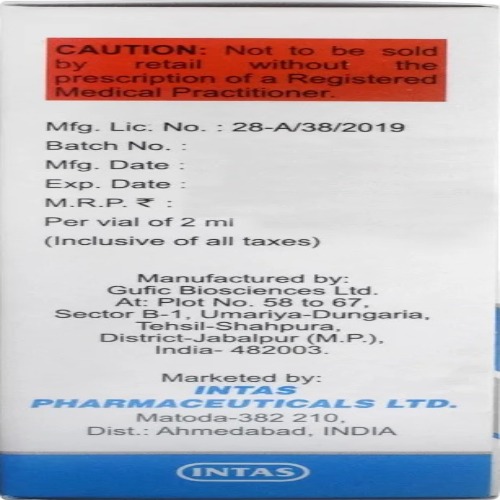 CAUTION: Not to be sold
by retail without the
prescription of a Registered
Medical Practitioner.
Mfg. Lic. No. : 28-A/38/2019
Batch No. :
Mfg. Date :
Exp. Date :
M.R.P. ₹ :
Per vial of 2 ml
(Inclusive of all taxes)
Manufactured by:
Gufic Biosciences Ltd.
At: Plot No. 58 to 67,
Sector B-1, Umariya-Dungaria,
Tehsil-Shahpura,
District-Jabalpur (M.P.),
India- 482003.
Marketed by:
INTAS
PHARMACEUTICALS LTD.
Matoda-382 210,
Dist.: Ahmedabad, INDIA
INTAS